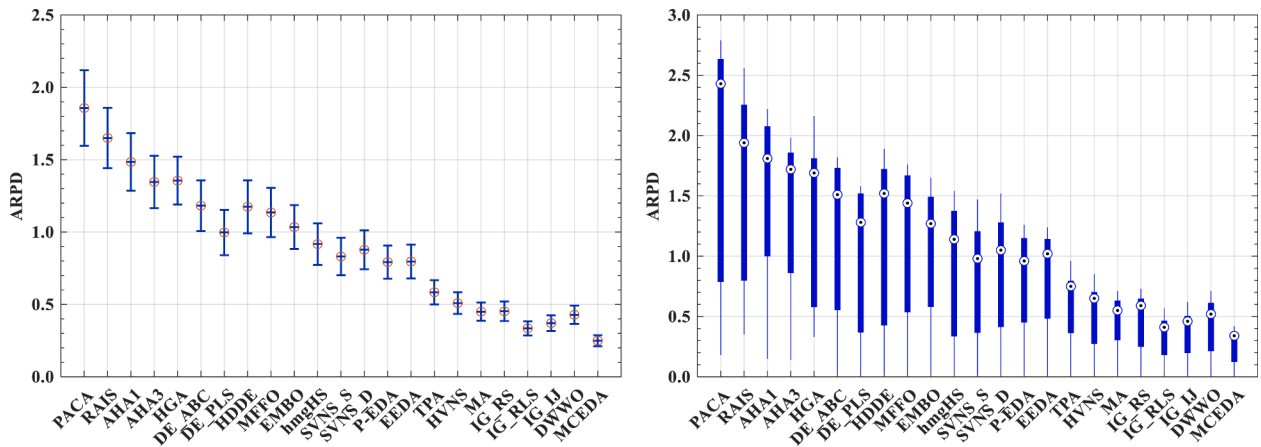 2.5
2.0
1.5
1.0
0.5
0.0
ARPD
PACA
RAIS
AHA1
AHA3
HGA
DE_ABC
DE_PLS
HDDE
MFFO
EMBO
hmgHS
SVNS_S
SVNS_D
P-EDA
EEDA
TPA
HVNS
MA
IG_RS
IG_RLS
IG_IJ
DWWO
MCEDA
3.0
2.5
2.0
1.5
1.0
0.5
0.0
ARPD
PACA
RAIS
AHA1
AHA3
HGA
DE_ABC
DE_PLS
HDDE
MFFO
EMBO
hmgHS
SVNS_S
SVNS_D
P-EDA
EEDA
TPA
HVNS
MA
IG_RS
IG_RLS
IG_IJ
DWWO
MCEDA